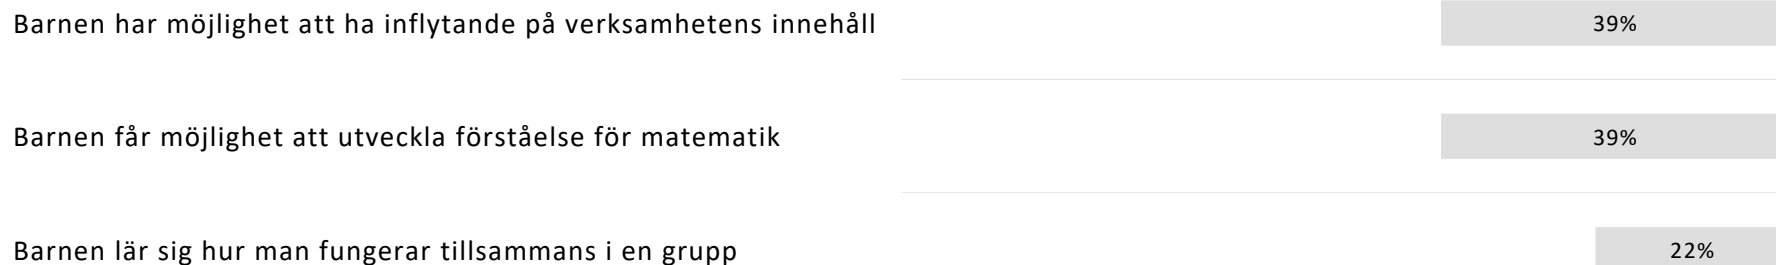 Barnen har möjlighet att ha inflytande på verksamhetens innehåll 39%
Barnen får möjlighet att utveckla förståelse för matematik 39%
Barnen lär sig hur man fungerar tillsammans i en grupp 22%